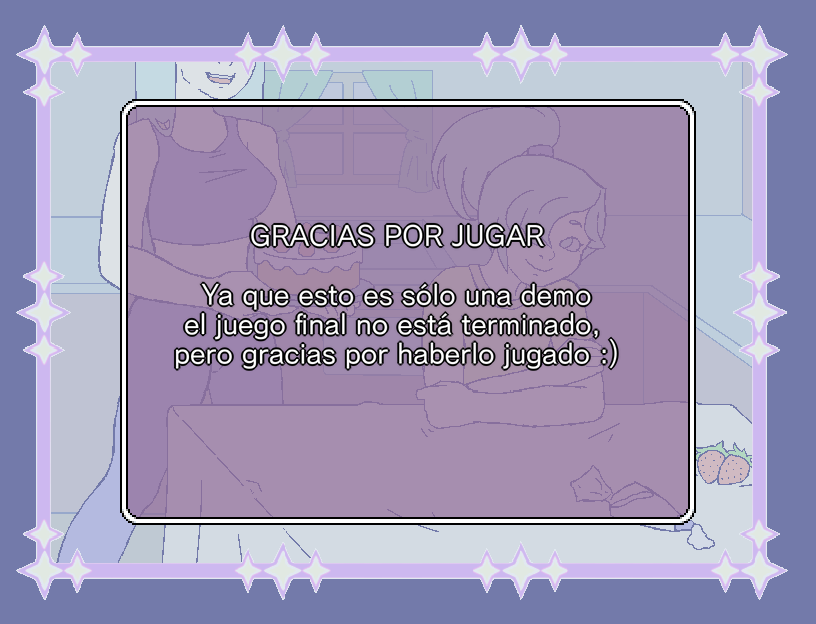 GRACIAS POR JUGAR
Ya que esto es sólo una demo
el juego final no está terminado,
pero gracias por haberlo jugado :)